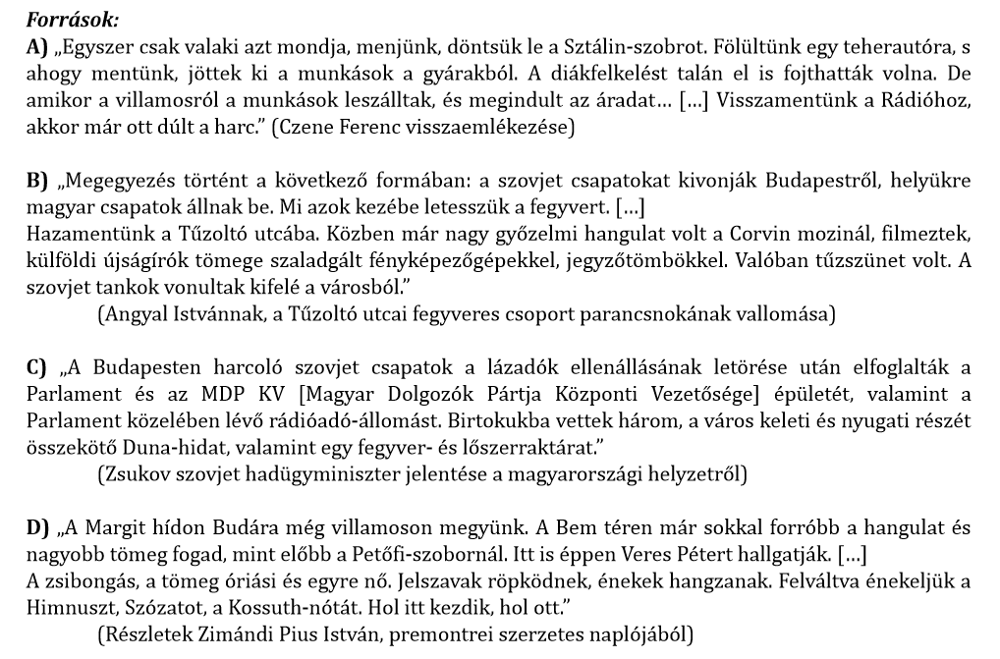 Források:
A) „Egyszer csak valaki azt mondja, menjünk, döntsük le a Sztálin-szobrot. Fölültünk egy teherautóra, s
ahogy mentünk, jöttek ki a munkások a gyárakból. A diákfelkelést talán el is fojthatták volna. De
amikor a villamosról a munkások leszálltak, és megindult az áradat… […] Visszamentünk a Rádióhoz,
akkor már ott dúlt a harc.” (Czene Ferenc visszaemlékezése)
B) „Megegyezés történt a következő formában: a szovjet csapatokat kivonják Budapestről, helyükre
magyar csapatok állnak be. Mi azok kezébe letesszük a fegyvert. […]
Hazamentünk a Tűzoltó utcába. Közben már nagy győzelmi hangulat volt a Corvin mozinál, filmeztek,
külföldi újságírók tömege szaladgált fényképezőgépekkel, jegyzőtömbökkel. Valóban tűzszünet volt. A
szovjet tankok vonultak kifelé a városból.”
(Angyal Istvánnak, a Tűzoltó utcai fegyveres csoport parancsnokának vallomása)
C) „A Budapesten harcoló szovjet csapatok a lázadók ellenállásának letörése után elfoglalták a
Parlament és az MDP KV [Magyar Dolgozók Pártja Központi Vezetősége] épületét, valamint a
Parlament közelében lévő rádióadó-állomást. Birtokukba vettek három, a város keleti és nyugati részét
összekötő Duna-hidat, valamint egy fegyver- és lőszerraktárat.”
(Zsukov szovjet hadügyminiszter jelentése a magyarországi helyzetről)
D) „A Margit hídon Budára még villamoson megyünk. A Bem téren már sokkal forróbb a hangulat és
nagyobb tömeg fogad, mint előbb a Petőfi-szobornál. Itt is éppen Veres Pétert hallgatják. […]
A zsibongás, a tömeg óriási és egyre nő. Jelszavak röpködnek, énekek hangzanak. Felváltva énekeljük a
Himnuszt, Szózatot, a Kossuth-nótát. Hol itt kezdik, hol ott.”
(Részletek Zimándi Pius István, premontrei szerzetes naplójából)